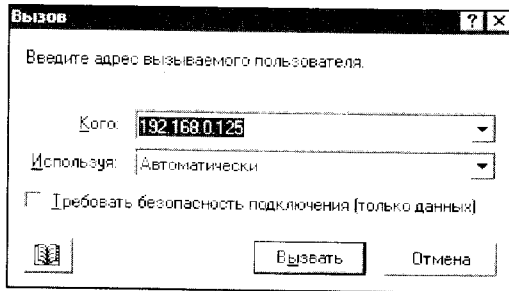 Вызов
Введите адрес вызываемого пользователя.
Кого: 192.168.0.125
Используя: Автоматически
Требовать безопасность подключения (только данных)
Вызвать Отмена